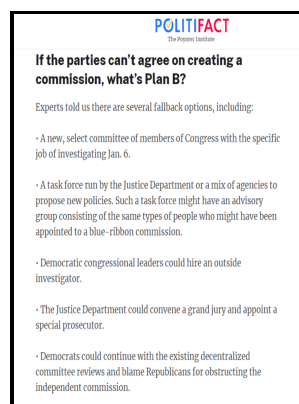 POLITIFACT
The Poynter Institute
If the parties can't agree on creating a
commission, what's Plan B?
Experts told us there are several fallback options, including:
• A new, select committee of members of Congress with the specific
job of investigating Jan. 6.
• A task force run by the Justice Department or a mix of agencies to
propose new policies. Such a task force might have an advisory
group consisting of the same types of people who might have been
appointed to a blue-ribbon commission.
• Democratic congressional leaders could hire an outside
investigator.
• The Justice Department could convene a grand jury and appoint a
special prosecutor.
• Democrats could continue with the existing decentralized
committee reviews and blame Republicans for obstructing the
independent commission.